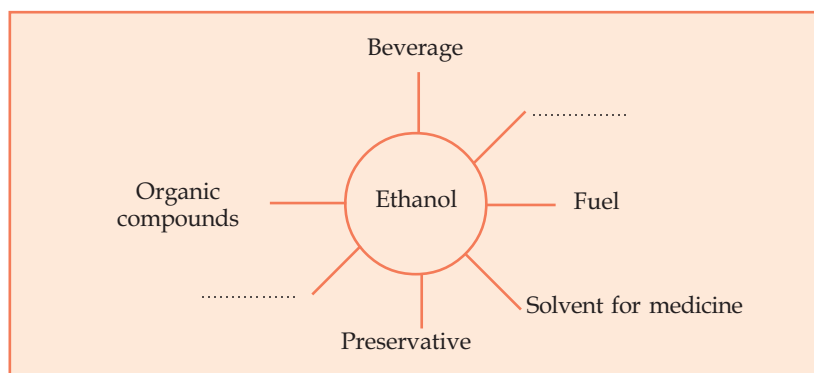 Beverage
........................
Organic
compounds
Ethanol
Fuel
........................
Solvent for medicine
Preservative